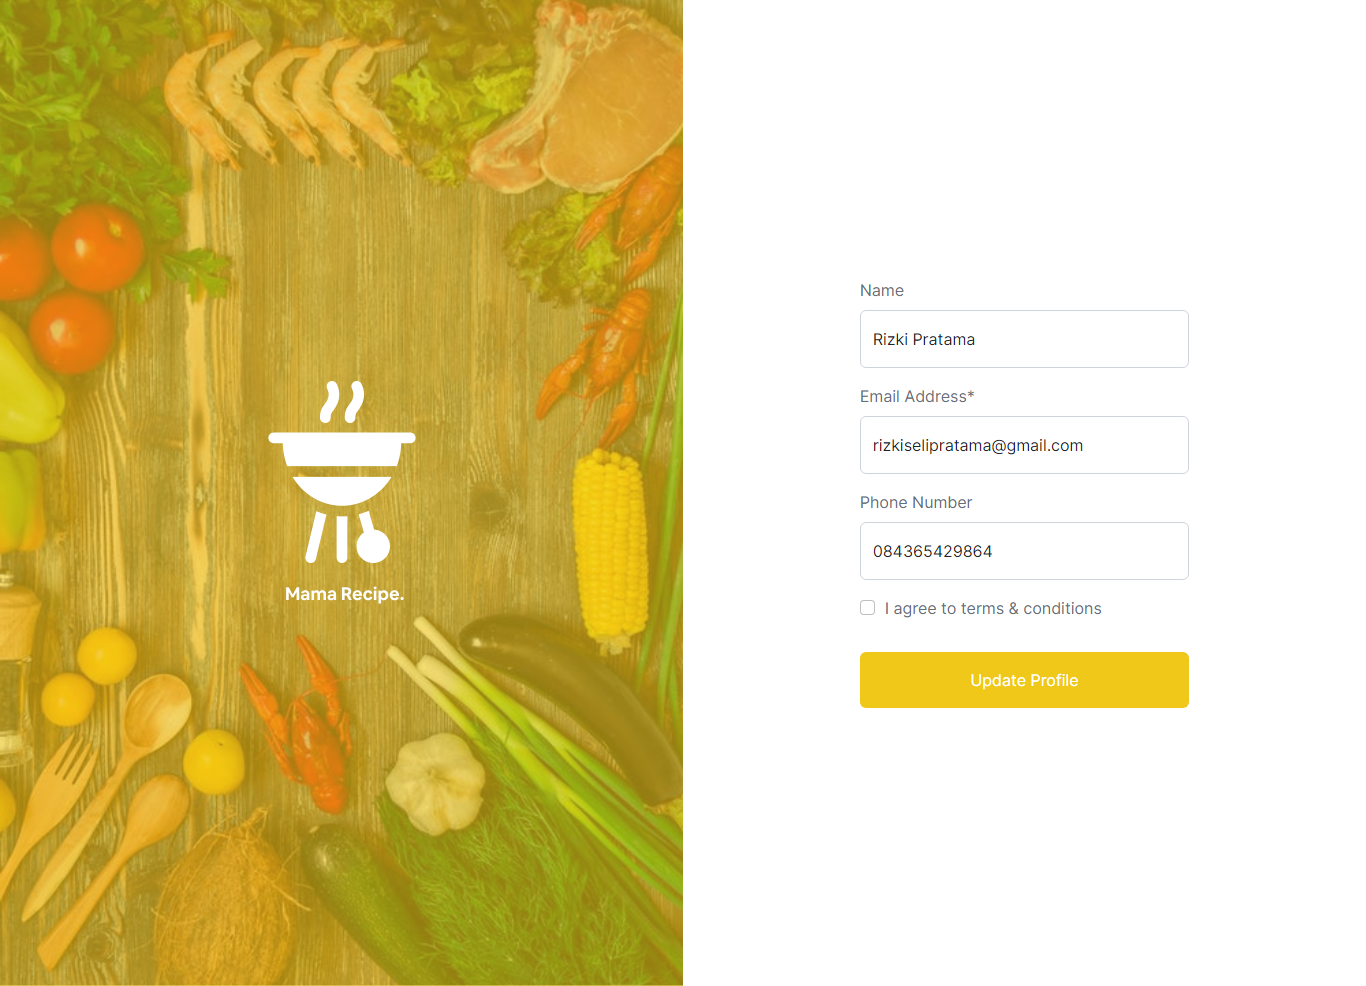 Mama Recipe.
Name
Rizki Pratama
Email Address*
rizkiselipratama@gmail.com
Phone Number
084365429864
I agree to terms & conditions
Update Profile